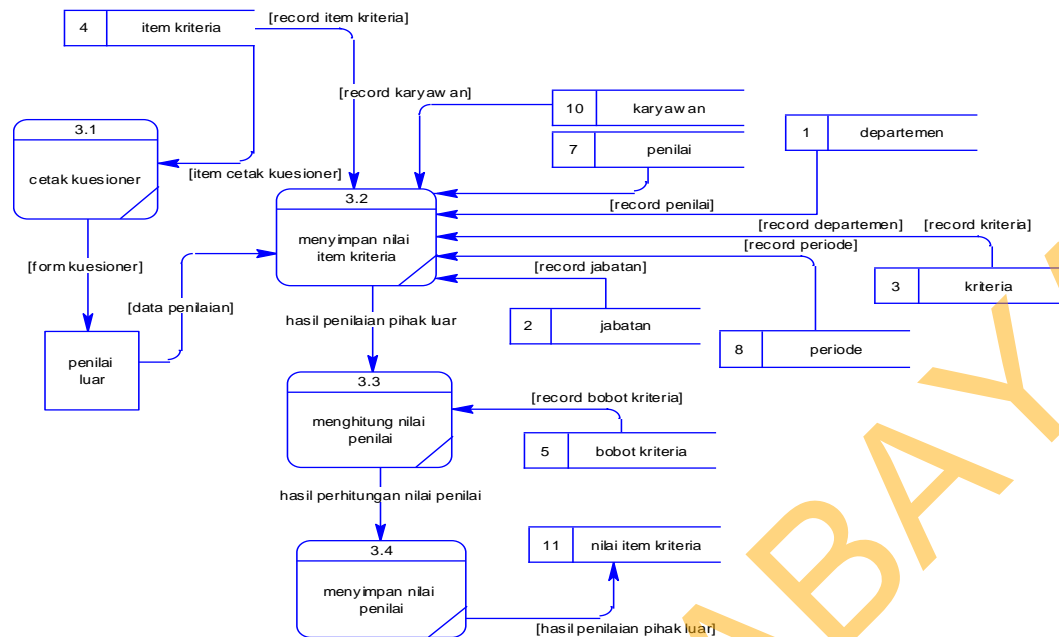 4 item kriteria
[record item kriteria]
[record karyawan]
10 karyawan
1 departemen
7 penilai
3.1
cetak kuesioner
[item cetak kuesioner]
3.2
menyimpan nilai
item kriteria
[record penilai]
[record departemen]
[record kriteria]
[record periode]
[record jabatan]
3 kriteria
[form kuesioner]
[data penilaian]
hasil penilaian pihak luar
2 jabatan
8 periode
penilai
luar
3.3
menghitung nilai
penilai
[record bobot kriteria]
5 bobot kriteria
hasil perhitungan nilai penilai
3.4
menyimpan nilai
penilai
11 nilai item kriteria
[hasil penilaian pihak luar]
ABAY